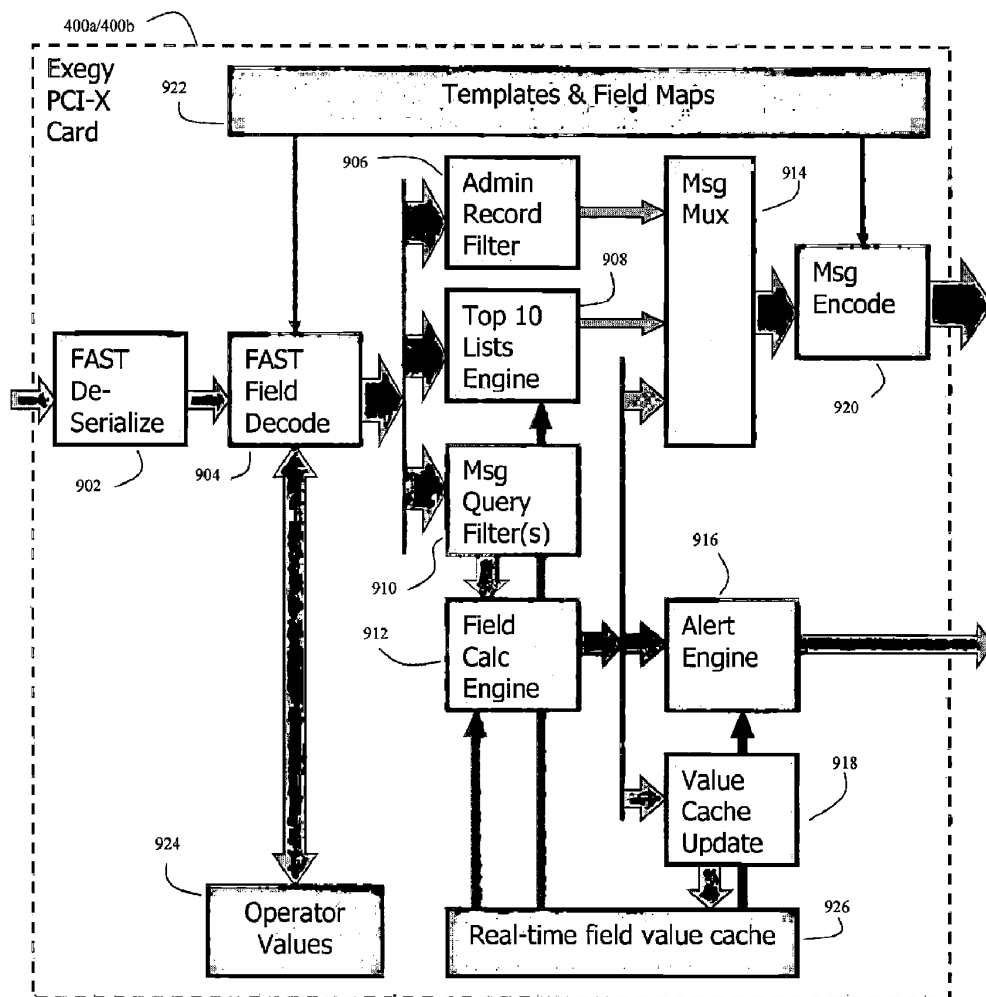 400a/400b
Exegy
PCI-X
Card
922
Templates & Field Maps
906
Admin
Record
Filter
Msg
Mux
914
908
Top 10
Lists
Engine
Msg
Encode
920
FAST
De-
Serialize
902
FAST
Field
Decode
904
Msg
Query
Filter(s)
910
916
912
Field
Calc
Engine
Alert
Engine
918
Value
Cache
Update
924
Operator
Values
Real-time field value cache
926